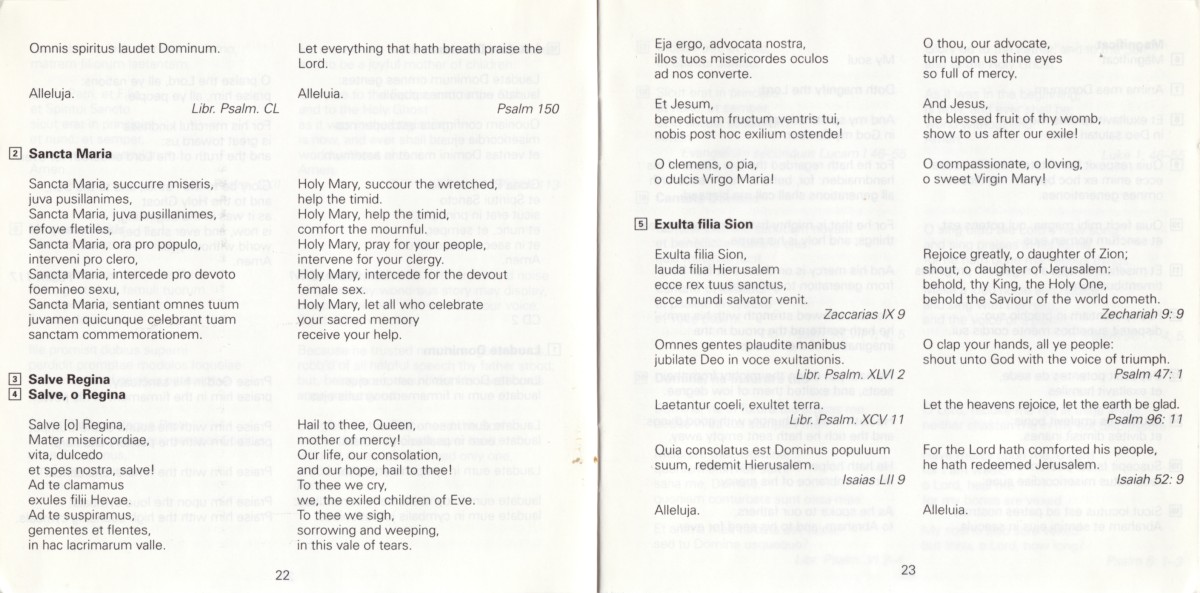 Omnis spiritus laudet Dominum.
Alleluja.
Libr. Psalm. CL
Let everything that hath breath praise the
Lord.
Alleluia.
Psalm 150
2 Sancta Maria
Sancta Maria, succurre miseris,
juva pusillanimes,
Sancta Maria, juva pusillanimes,
refove fletiles,
Sancta Maria, ora pro populo,
interveni pro clero,
Sancta Maria, intercede pro devoto
foemineo sexu,
Sancta Maria, sentiant omnes tuum
juvamen quicunque celebrant tuam
sanctam commemorationem.
Holy Mary, succour the wretched,
help the timid.
Holy Mary, help the timid,
comfort the mournful.
Holy Mary, pray for your people,
intervene for your clergy.
Holy Mary, intercede for the devout
female sex.
Holy Mary, let all who celebrate
your sacred memory
receive your help.
3 Salve Regina
4 Salve, o Regina
Salve [o] Regina,
Mater misericordiae,
vita, dulcedo
et spes nostra, salve!
Ad te clamamus
exules filii Hevae.
Ad te suspiramus,
gementes et flentes,
in hac lacrimarum valle.
Hail to thee, Queen,
mother of mercy!
Our life, our consolation,
and our hope, hail to thee!
To thee we cry,
we, the exiled children of Eve.
To thee we sigh,
sorrowing and weeping,
in this vale of tears.
22
Eja ergo, advocata nostra,
illos tuos misericordes oculos
ad nos converte.
Et Jesum,
benedictum fructum ventris tui,
nobis post hoc exilium ostende!
O clemens, o pia,
o dulcis Virgo Maria!
O thou, our advocate,
turn upon us thine eyes
so full of mercy.
And Jesus,
the blessed fruit of thy womb,
show to us after our exile!
O compassionate, o loving,
o sweet Virgin Mary!
5 Exulta filia Sion
Exulta filia Sion,
lauda filia Hierusalem
ecce rex tuus sanctus,
ecce mundi salvator venit.
Zaccarias IX 9
Omnes gentes plaudite manibus
jubilate Deo in voce exultationis.
Libr. Psalm. XLVI 2
Laetantur coeli, exultet terra.
Libr. Psalm. XCV 11
Quia consolatus est Dominus populuum
suum, redemit Hierusalem.
Isaias LII 9
Alleluja.
Rejoice greatly, o daughter of Zion;
shout, o daughter of Jerusalem:
behold, thy King, the Holy One,
behold the Saviour of the world cometh.
Zechariah 9: 9
O clap your hands, all ye people:
shout unto God with the voice of triumph.
Psalm 47: 1
Let the heavens rejoice, let the earth be glad.
Psalm 96: 11
For the Lord hath comforted his people,
he hath redeemed Jerusalem.
Isaiah 52: 9
Alleluia.
23